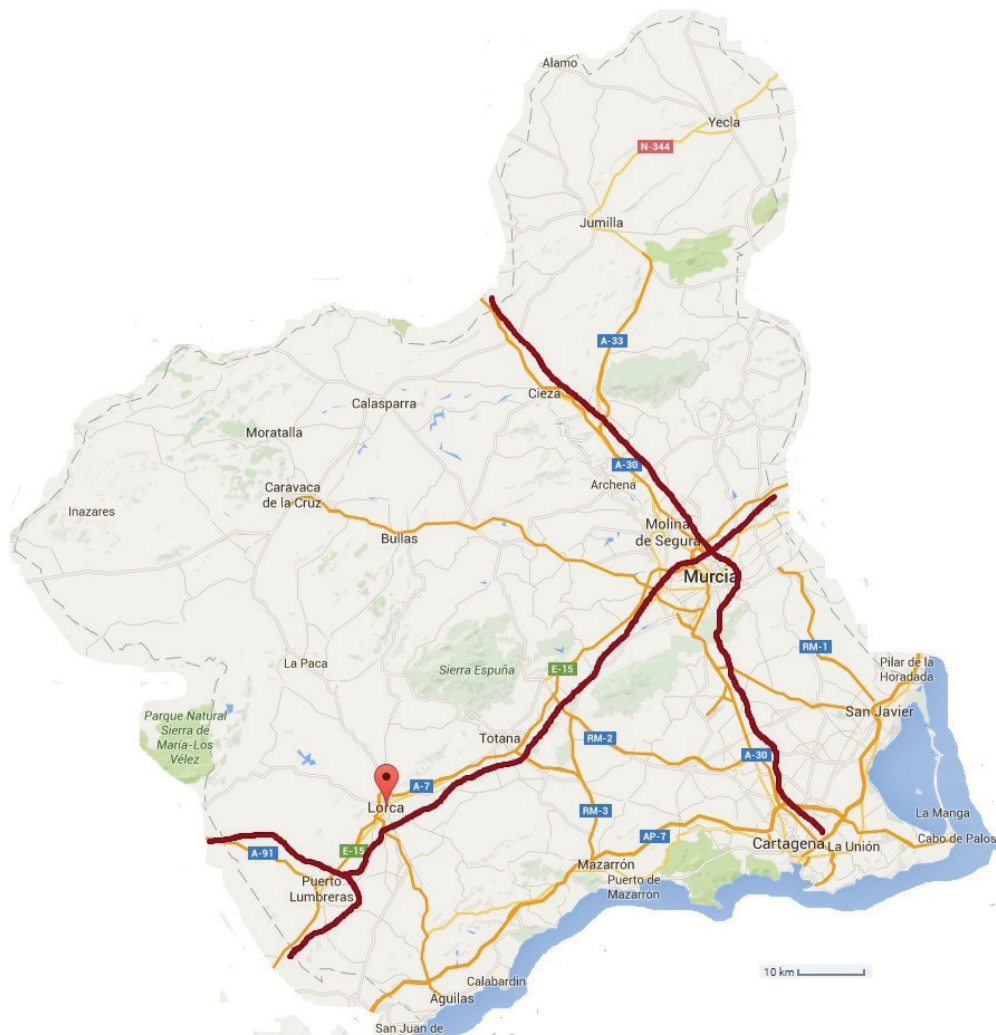 Alamo
Yecla
N-344
Jumilla
A-33
Cieza
Calasparra
Moratalla
A-30
Archena
Caravaca
de la Cruz
Inazares
Molina
de Segura
Bullas
Murcia
RM-1
La Paca
Sierra Espuña
E-15
Pilar de la
Horadada
San Javier
Parque Natural
Sierra de
María-Los
Vélez
Totana
RM-2
A-30
A-7
Lorca
RM-3
La Manga
AP-7
Cabo de Palos
Cartagena
La Unión
E-15
A-91
Mazarrón
Puerto
Lumbreras
Puerto de
Mazarrón
10 km
Calabardin
Águilas
San Juan de